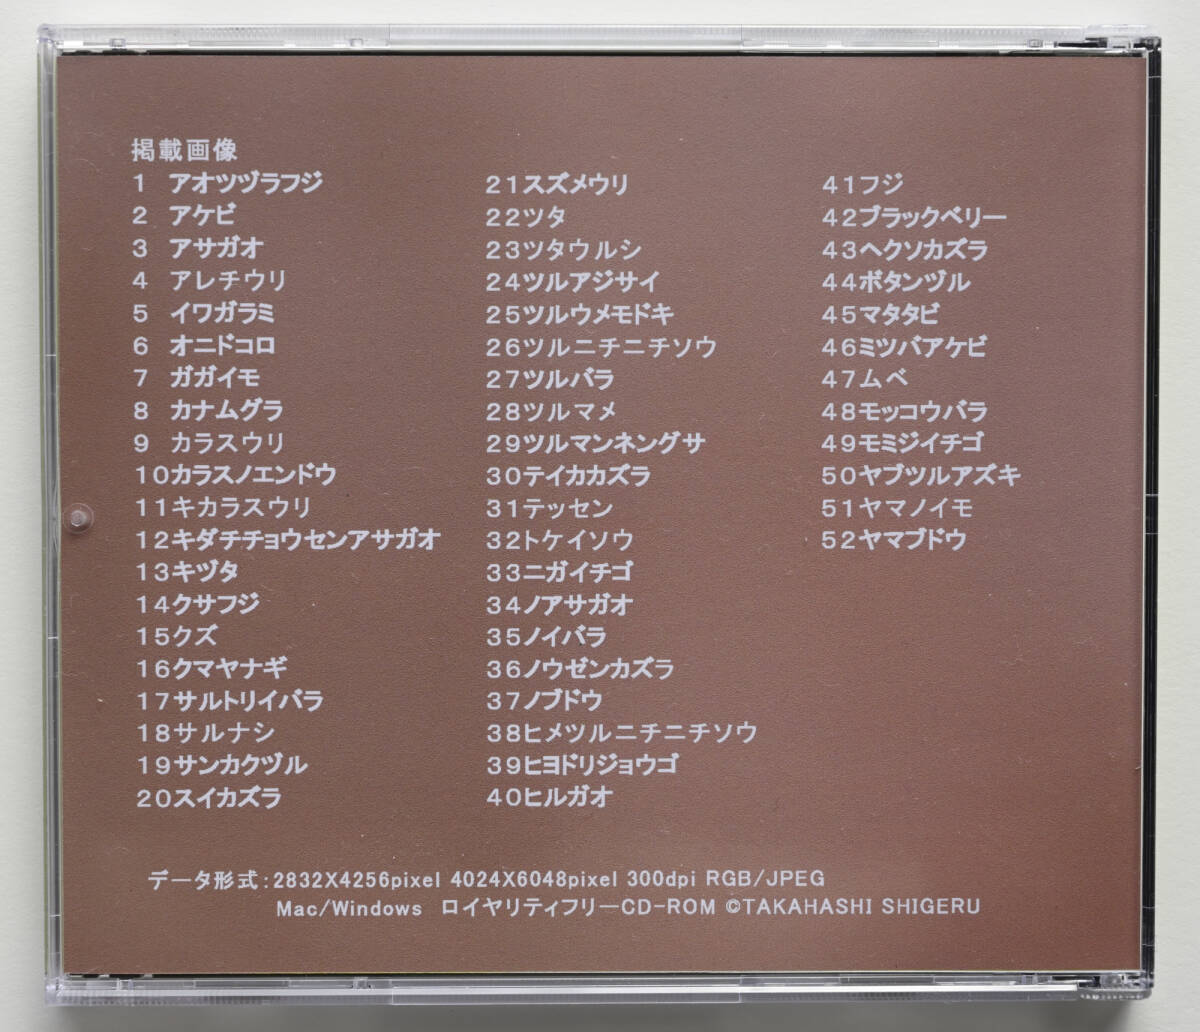 掲載画像
1 アオツヅラフジ
2 アケビ
3 アサガオ
4 アレチウリ
5 イワガラミ
6 オニドコロ
7 ガガイモ
8 カナムグラ
9 カラスウリ
10カラスノエンドウ
11キカラスウリ
12キダチチョウセンアサガオ
13キヅタ
14クサフジ
15クズ
16クマヤナギ
17サルトリイバラ
18サルナシ
19サンカクヅル
20スイカズラ
21スズメウリ
22ツタ
23ツタウルシ
24ツルアジサイ
25ツルウメモドキ
26ツルニチニチソウ
27ツルバラ
28ツルマメ
29ツルマンネングサ
30テイカカズラ
31テッセン
32トケイソウ
33ニガイチゴ
34ノアサガオ
35ノイバラ
36ノウゼンカズラ
37ノブドウ
38ヒメツルニチニチソウ
39ヒヨドリジョウゴ
40ヒルガオ
41フジ
42ブラックベリー
43ヘクソカズラ
44ボタンヅル
45マタタビ
46ミツバアケビ
47ムベ
48モッコウバラ
49モミジイチゴ
50ヤブツルアズキ
51ヤマノイモ
52ヤマブドウ
データ形式:2832X4256pixel 4024X6048pixel 300dpi RGB/JPEG
Mac/Windows ロイヤリティフリーCD-ROM ©TAKAHASHI SHIGERU